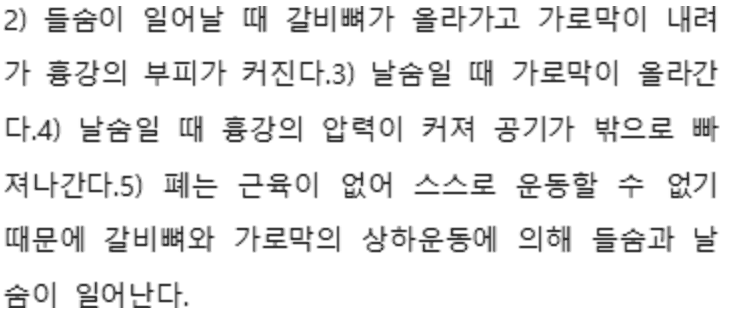 2) 들숨이 일어날 때 갈비뼈가 올라가고 가로막이 내려
가 흉강의 부피가 커진다.3) 날숨일 때 가로막이 올라간
다.4) 날숨일 때 흉강의 압력이 커져 공기가 밖으로 빠
져나간다.5) 폐는 근육이 없어 스스로 운동할 수 없기
때문에 갈비뼈와 가로막의 상하운동에 의해 들숨과 날
숨이 일어난다.